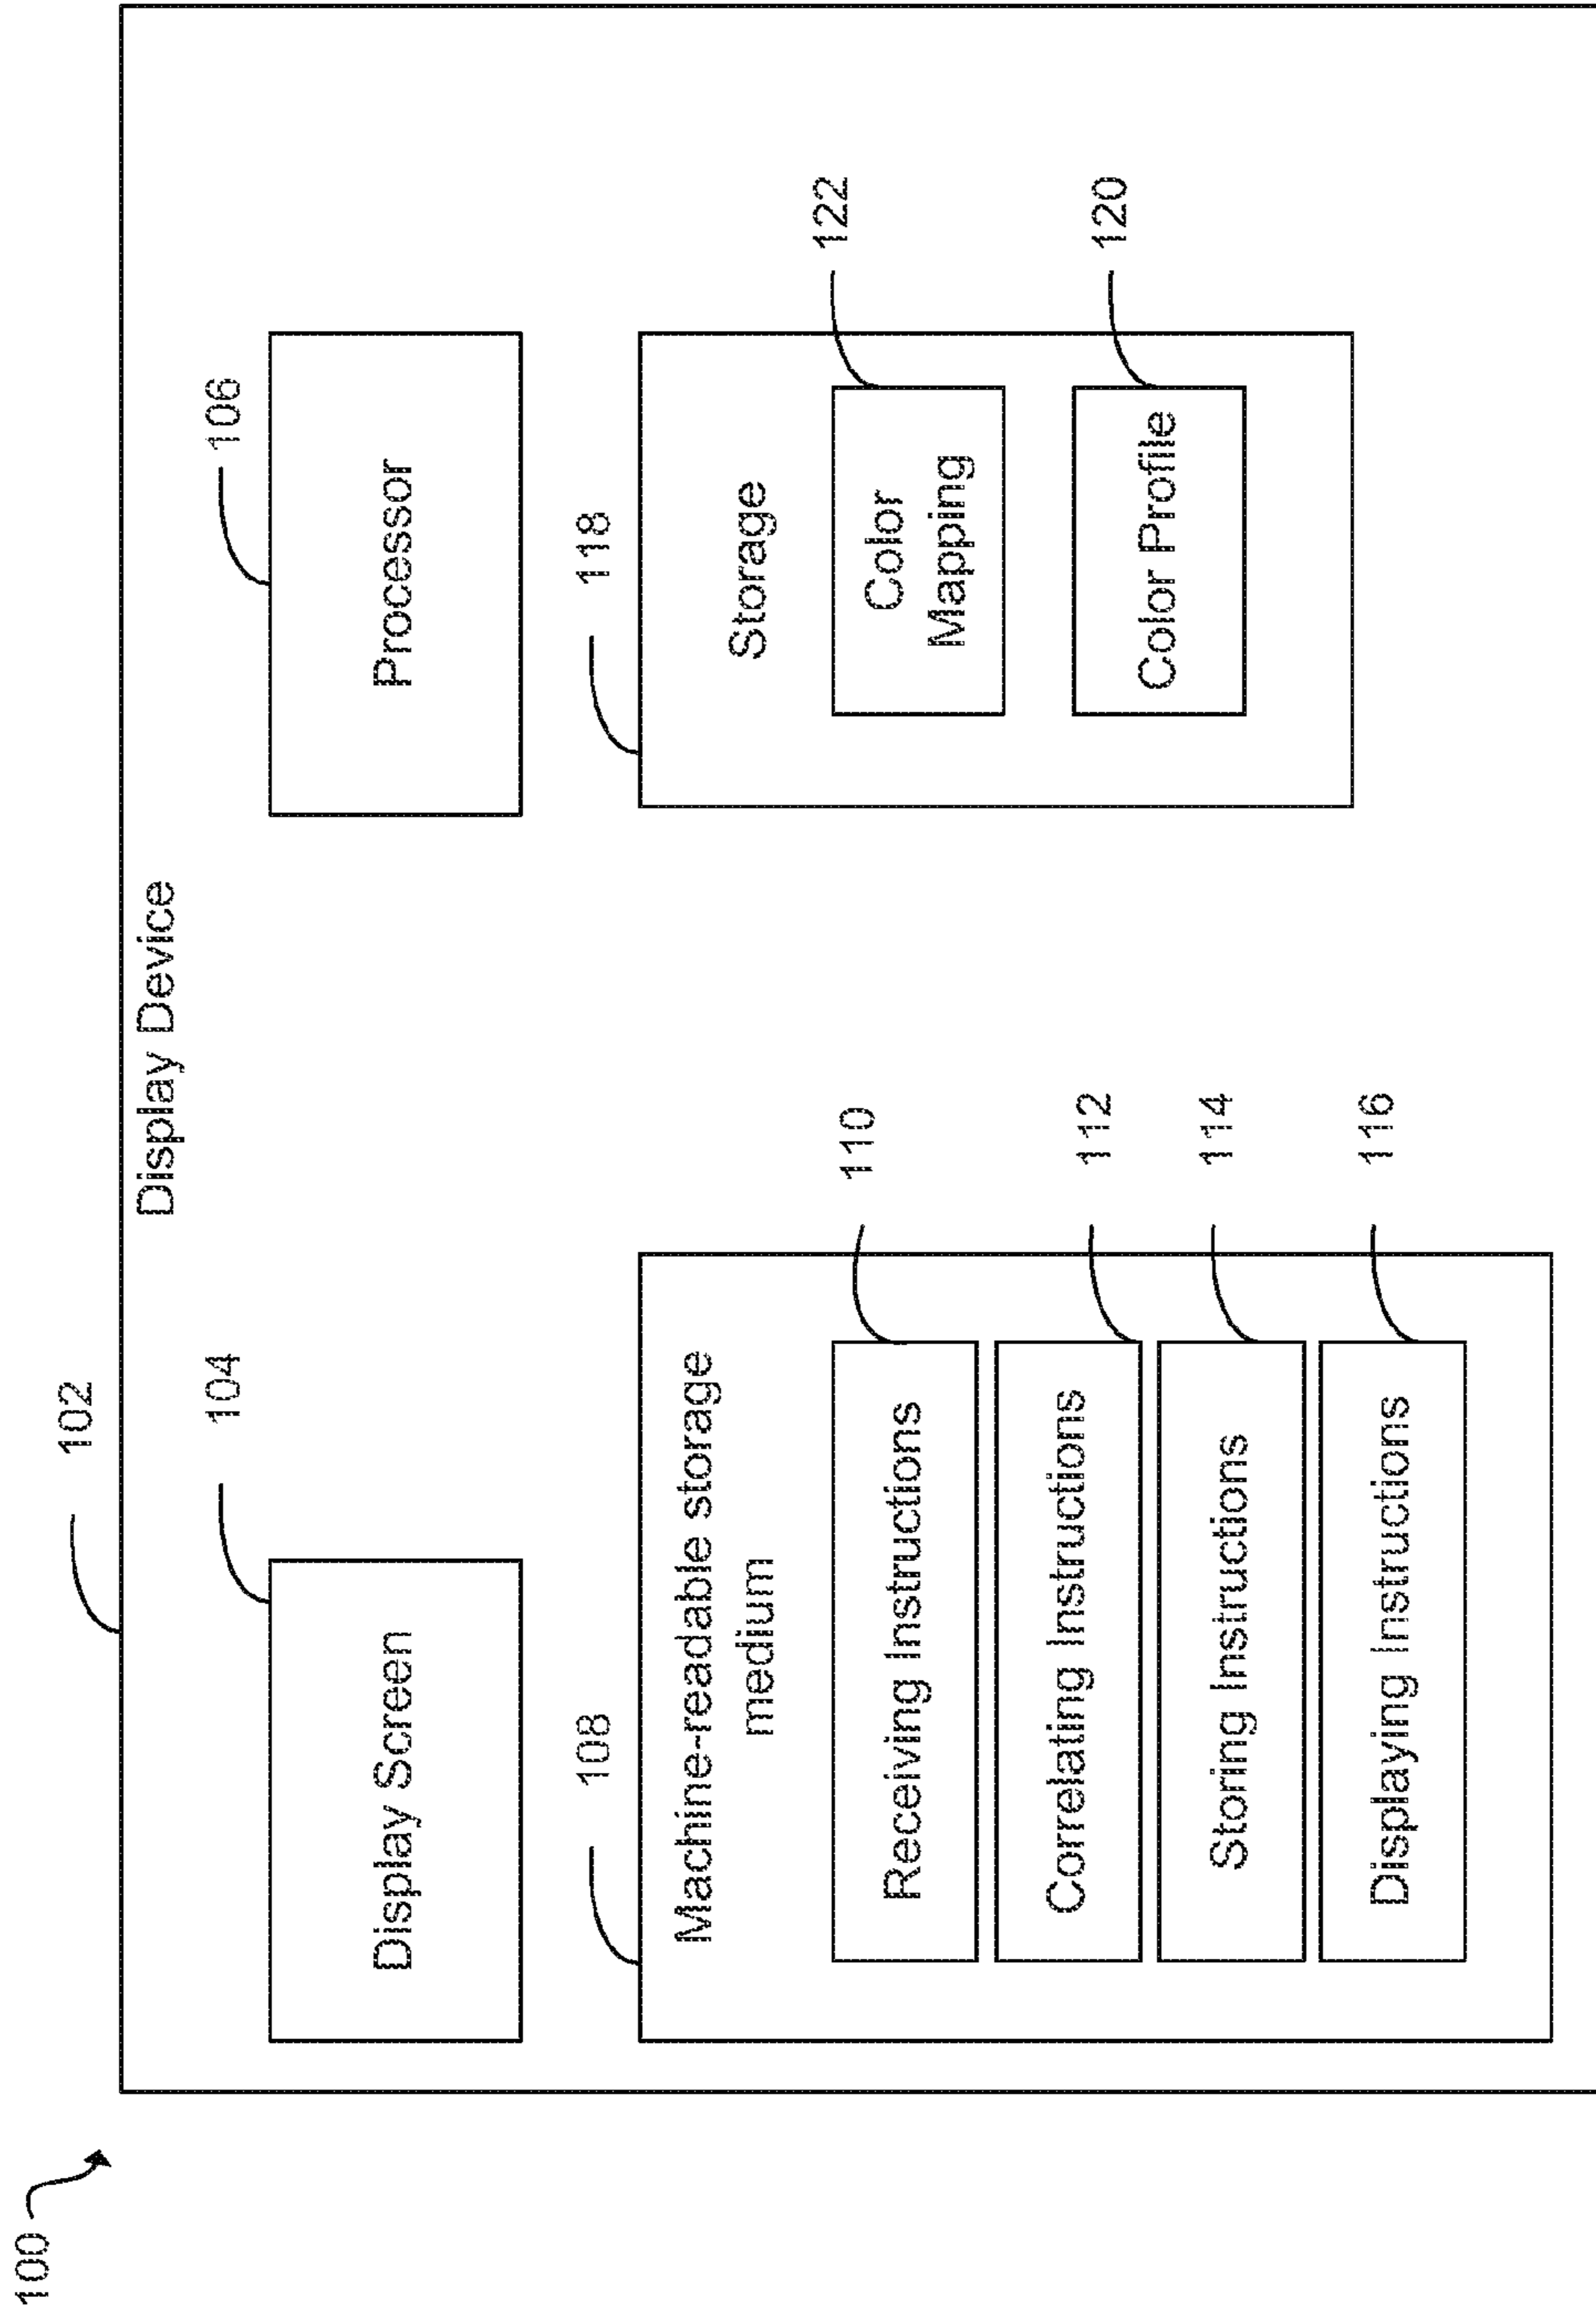 100
102
Display Device
104
Display Screen
106
Processor
108
Machine-readable storage
medium
110
Receiving Instructions
112
Correlating Instructions
114
Storing Instructions
116
Displaying Instructions
118
Storage
122
Color
Mapping
120
Color Profile